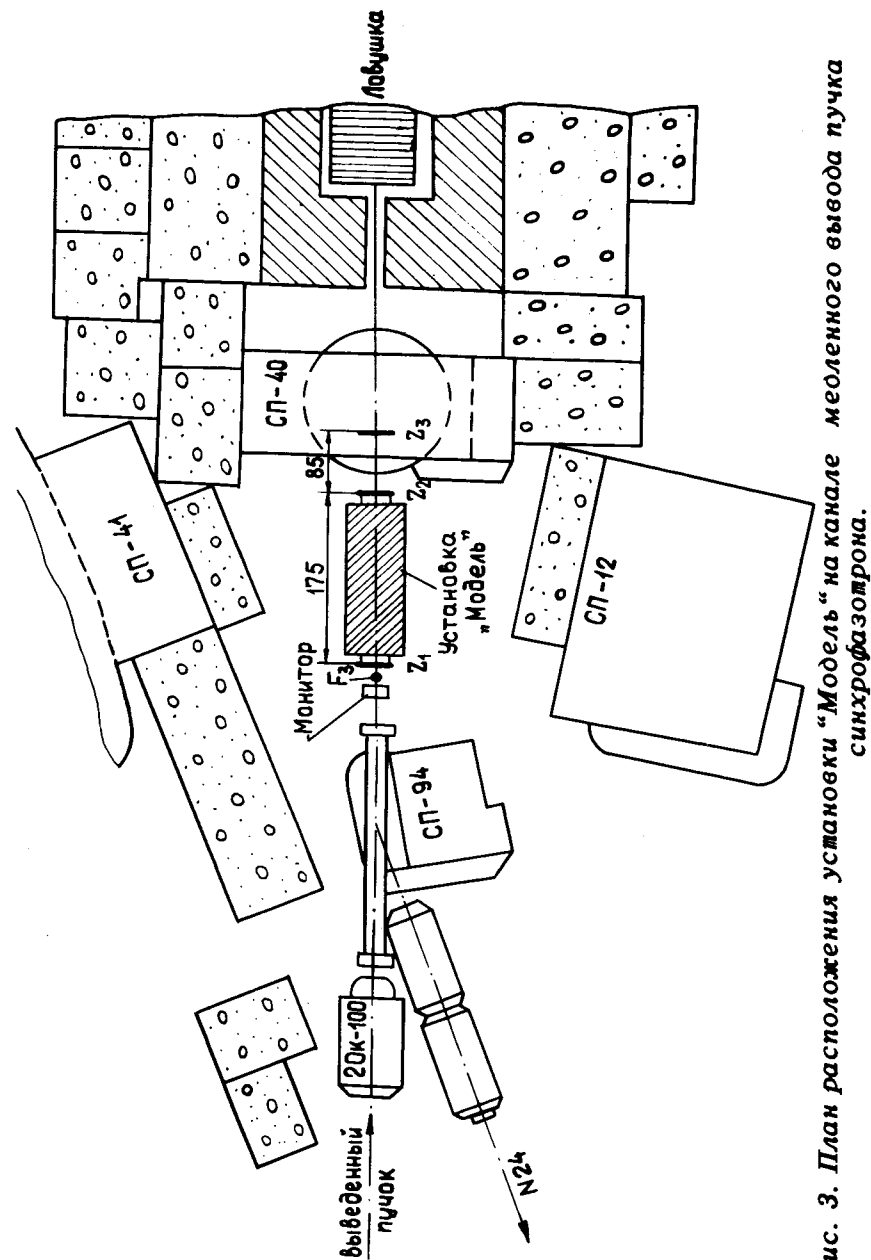 Ловушка
СП-40
СП-41
85
Z₃
Z₂
175
Установка
„Модель”
Z₁
F₃
Монитор
СП-12
СП-94
2ОК-100
выведенный
пучок
N24
ис. 3. План расположения установки “Модель“ на канале медленного вывода пучка
синхрофазотрона.